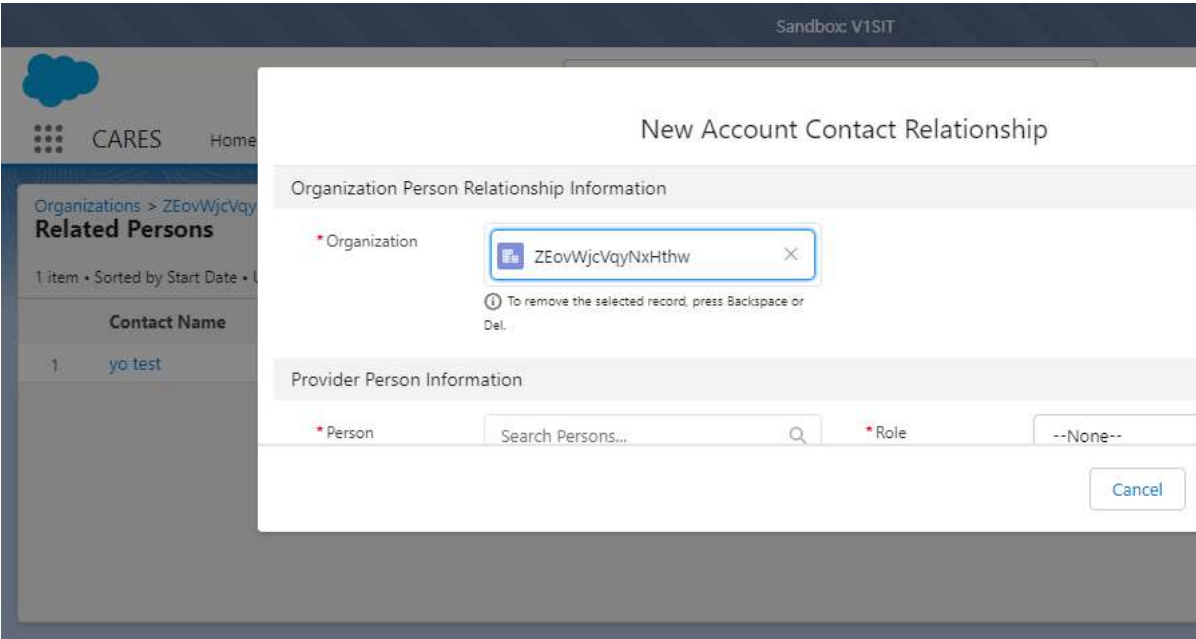 Sandbox: V1SIT
CARES Home
New Account Contact Relationship
Organizations > ZEovWjcVqy
Related Persons
1 item • Sorted by Start Date •
Contact Name
1 yo test
Organization Person Relationship Information
*Organization
ZEovWjcVqyNxHthw
To remove the selected record, press Backspace or
Del.
Provider Person Information
*Person Search Persons... *Role --None--
Cancel